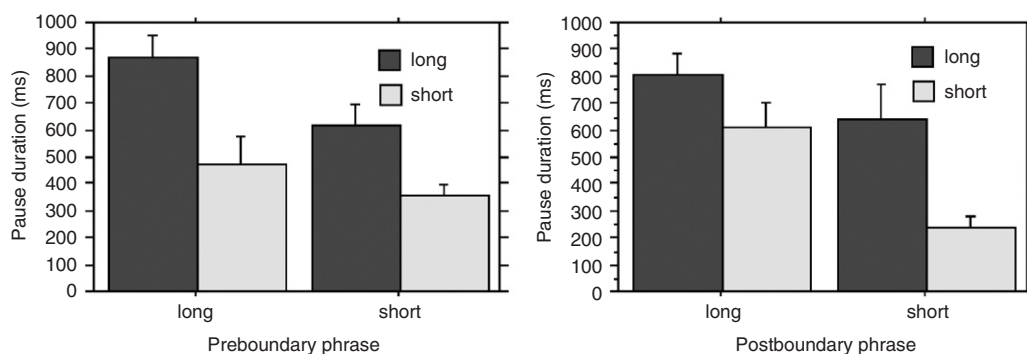 Pause duration (ms)
1000
900
800
700
600
500
400
300
200
100
0
long
short
long
short
Preboundary phrase
Pause duration (ms)
1000
900
800
700
600
500
400
300
200
100
0
long
short
long
short
Postboundary phrase